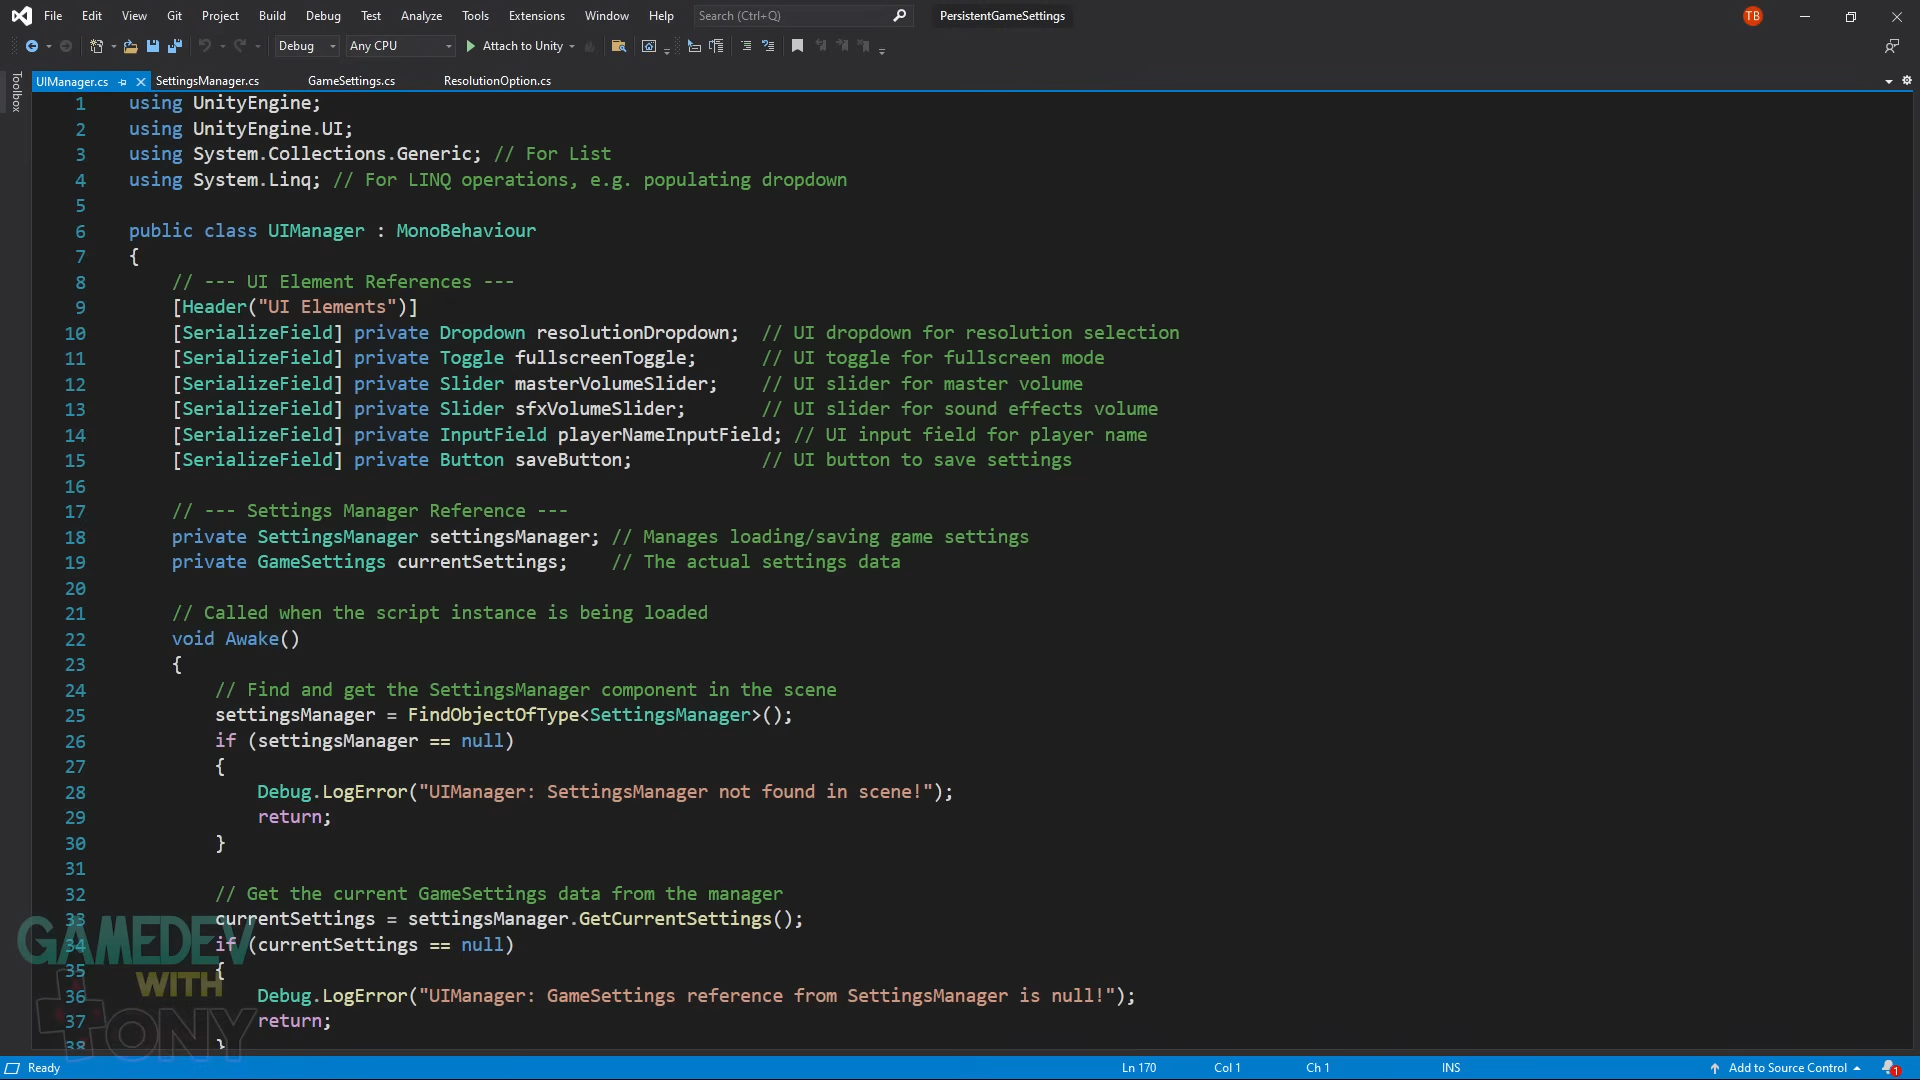 File Edit View Git Project Build Debug Test Analyze Tools Extensions Window Help Search (Ctrl+Q) PersistentGameSettings TB
Debug Any CPU Attach to Unity
Toolbox
UIManager.cs SettingsManager.cs GameSettings.cs ResolutionOption.cs
1 using UnityEngine;
2 using UnityEngine.UI;
3 using System.Collections.Generic; // For List
4 using System.Linq; // For LINQ operations, e.g. populating dropdown
5
6 public class UIManager : MonoBehaviour
7 {
8 // --- UI Element References ---
9 [Header("UI Elements")]
10 [SerializeField] private Dropdown resolutionDropdown; // UI dropdown for resolution selection
11 [SerializeField] private Toggle fullscreenToggle; // UI toggle for fullscreen mode
12 [SerializeField] private Slider masterVolumeSlider; // UI slider for master volume
13 [SerializeField] private Slider sfxVolumeSlider; // UI slider for sound effects volume
14 [SerializeField] private InputField playerNameInputField; // UI input field for player name
15 [SerializeField] private Button saveButton; // UI button to save settings
16
17 // --- Settings Manager Reference ---
18 private SettingsManager settingsManager; // Manages loading/saving game settings
19 private GameSettings currentSettings; // The actual settings data
20
21 // Called when the script instance is being loaded
22 void Awake()
23 {
24 // Find and get the SettingsManager component in the scene
25 settingsManager = FindObjectOfType<SettingsManager>();
26 if (settingsManager == null)
27 {
28 Debug.LogError("UIManager: SettingsManager not found in scene!");
29 return;
30 }
31
32 // Get the current GameSettings data from the manager
33 currentSettings = settingsManager.GetCurrentSettings();
34 if (currentSettings == null)
35 {
36 Debug.LogError("UIManager: GameSettings reference from SettingsManager is null!");
37 return;
38 }
GAMEDEV
WITH
TONY
Ready Ln 170 Col 1 Ch 1 INS Add to Source Control 1